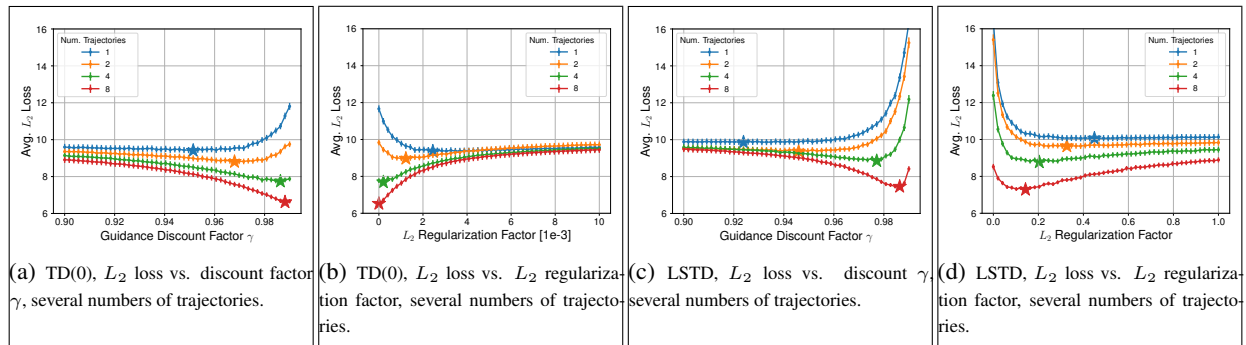 16
14
12
10
8
6
Avg. L₂ Loss
Num. Trajectories
1
2
4
8
0.90 0.92 0.94 0.96 0.98
Guidance Discount Factor γ
(a) TD(0), L₂ loss vs. discount factor
γ, several numbers of trajectories.
16
14
12
10
8
6
Avg. L₂ Loss
Num. Trajectories
1
2
4
8
0 2 4 6 8 10
L₂ Regularization Factor [1e-3]
(b) TD(0), L₂ loss vs. L₂ regulariza-
tion factor, several numbers of trajecto-
ries.
16
14
12
10
8
6
Avg. L₂ Loss
Num. Trajectories
1
2
4
8
0.90 0.92 0.94 0.96 0.98
Guidance Discount Factor γ
(c) LSTD, L₂ loss vs. discount γ,
several numbers of trajectories.
16
14
12
10
8
6
Avg. L₂ Loss
Num. Trajectories
1
2
4
8
0.0 0.2 0.4 0.6 0.8 1.0
L₂ Regularization Factor
(d) LSTD, L₂ loss vs. L₂ regulariza-
tion factor, several numbers of trajecto-
ries.